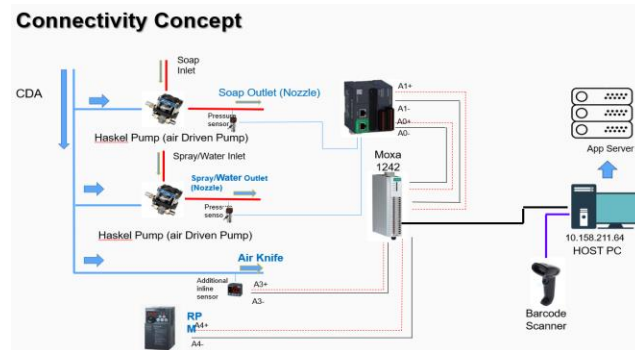 Connectivity Concept
Soap
Inlet
CDA
Soap Outlet (Nozzle)
Pressure
sensor
Haskel Pump (air Driven Pump)
A1+
A1-
A0+
A0-
Moxa
1242
App Server
Spray/Water Inlet
Spray/Water Outlet
(Nozzle)
Pressure
senso
Haskel Pump (air Driven Pump)
10.158.211.64
HOST PC
Air Knife
Additional
inline
sensor
A3+
A3-
Barcode
Scanner
RP
M
A4+
A4-